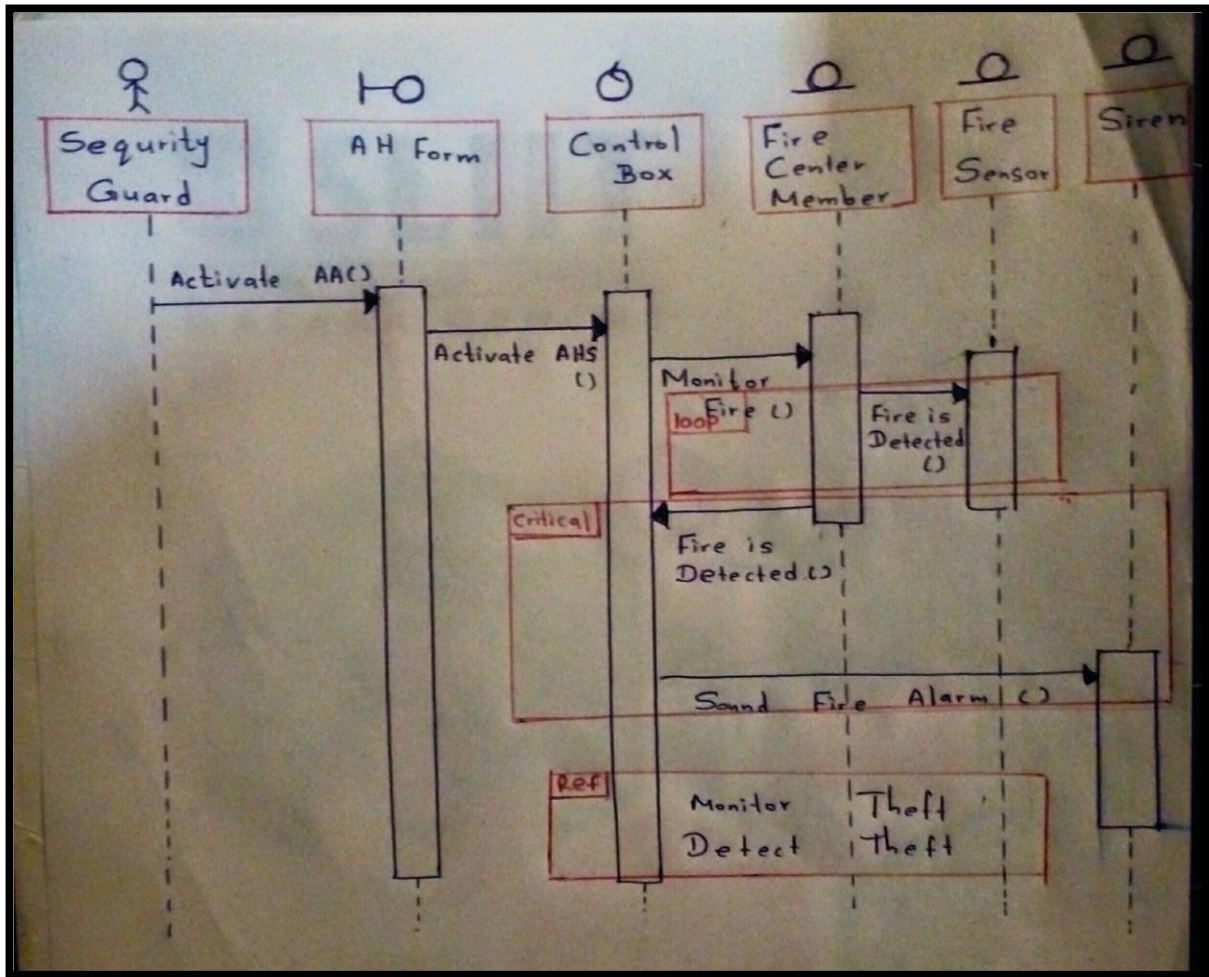 Sequrity
Guard
AH Form
Control
Box
Fire
Center
Member
Fire
Sensor
Siren
Activate AA()
Activate AHS
()
Monitor
Fire ()
loop
Fire is
Detected
()
Critical
Fire is
Detected.()
Sound Fire Alarm ()
Ref
Monitor Theft
Detect Theft